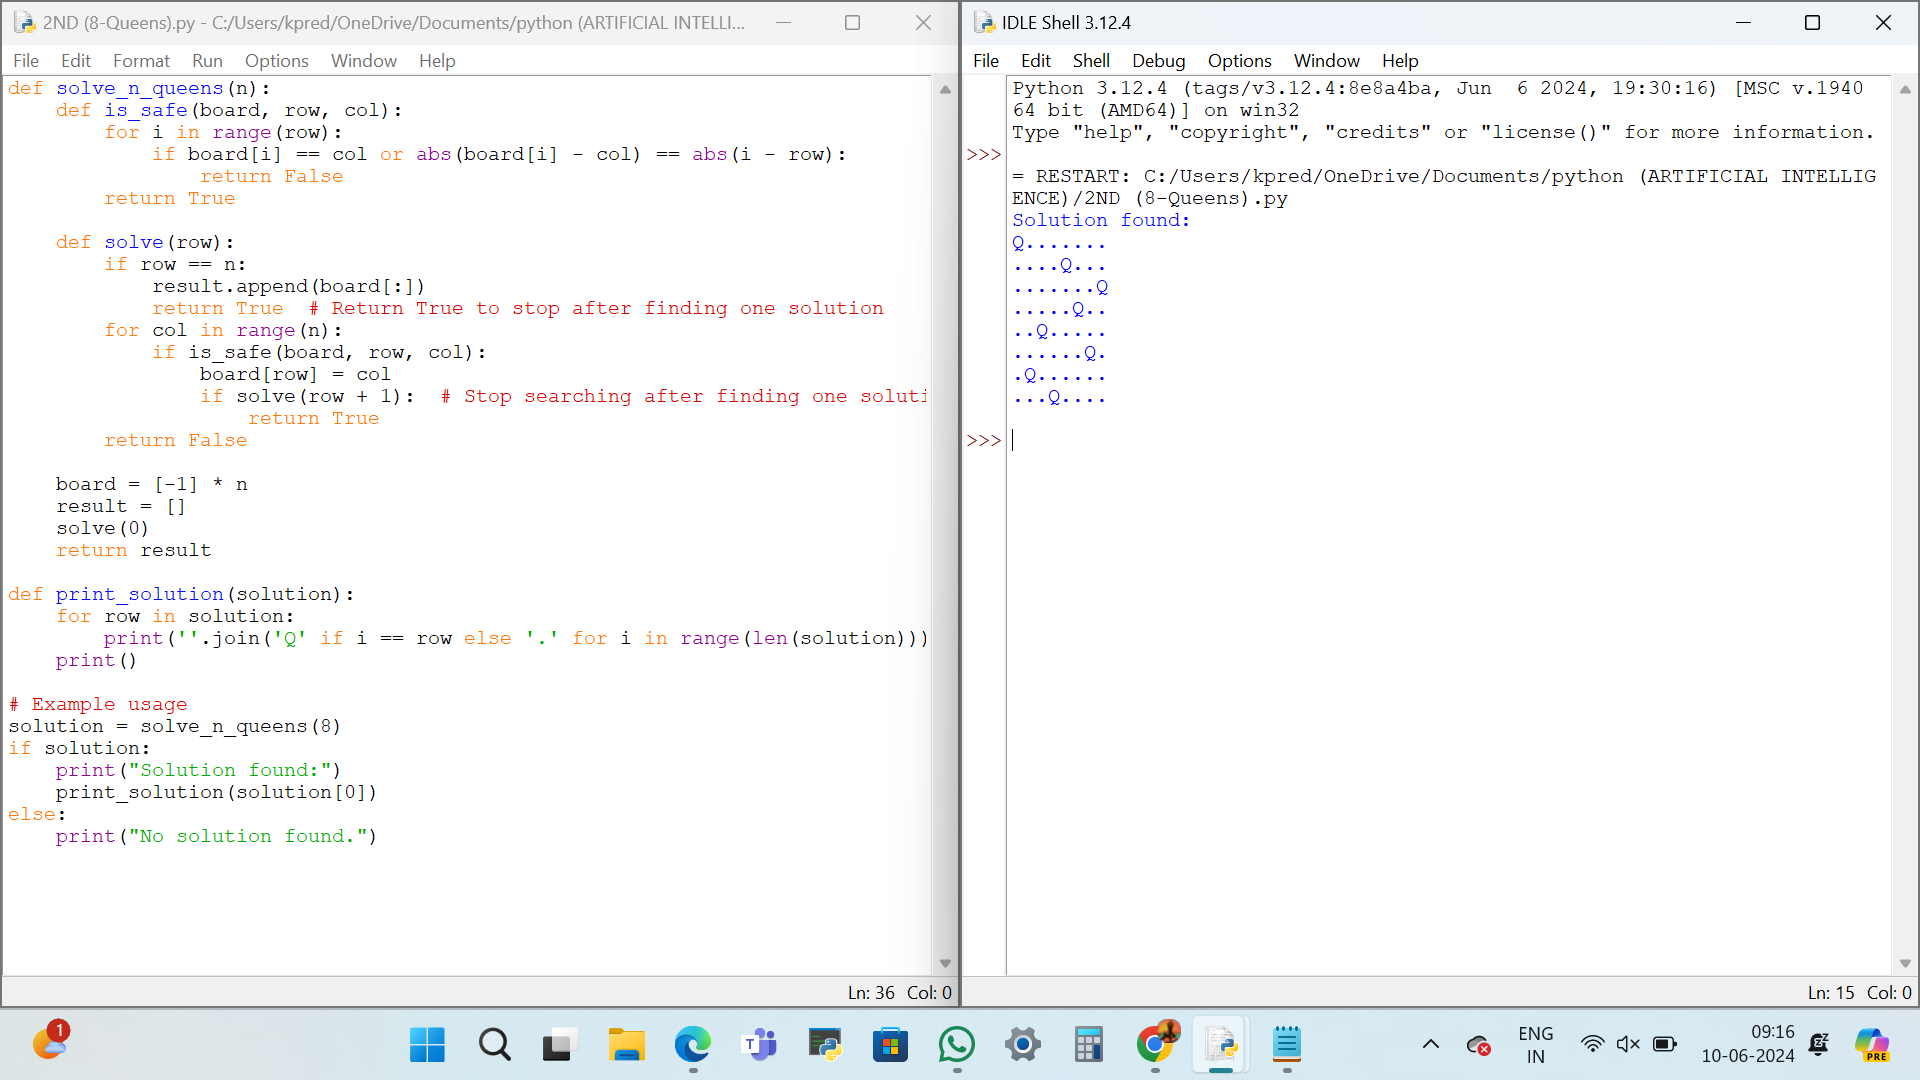 2ND (8-Queens).py - C:/Users/kpred/OneDrive/Documents/python (ARTIFICIAL INTELLI...
File Edit Format Run Options Window Help
def solve_n_queens(n):
    def is_safe(board, row, col):
        for i in range(row):
            if board[i] == col or abs(board[i] - col) == abs(i - row):
                return False
        return True

    def solve(row):
        if row == n:
            result.append(board[:])
            return True  # Return True to stop after finding one solution
        for col in range(n):
            if is_safe(board, row, col):
                board[row] = col
                if solve(row + 1):  # Stop searching after finding one soluti
                    return True
        return False

    board = [-1] * n
    result = []
    solve(0)
    return result

def print_solution(solution):
    for row in solution:
        print(''.join('Q' if i == row else '.' for i in range(len(solution)))
    print()

# Example usage
solution = solve_n_queens(8)
if solution:
    print("Solution found:")
    print_solution(solution[0])
else:
    print("No solution found.")
Ln: 36 Col: 0
IDLE Shell 3.12.4
File Edit Shell Debug Options Window Help
Python 3.12.4 (tags/v3.12.4:8e8a4ba, Jun  6 2024, 19:30:16) [MSC v.1940
64 bit (AMD64)] on win32
Type "help", "copyright", "credits" or "license()" for more information.
>>>
= RESTART: C:/Users/kpred/OneDrive/Documents/python (ARTIFICIAL INTELLIG
ENCE)/2ND (8-Queens).py
Solution found:
Q.......
....Q...
.......Q
.....Q..
..Q.....
......Q.
.Q......
...Q....
>>>
Ln: 15 Col: 0
1
T
ENG
IN
09:16
10-06-2024
PRE